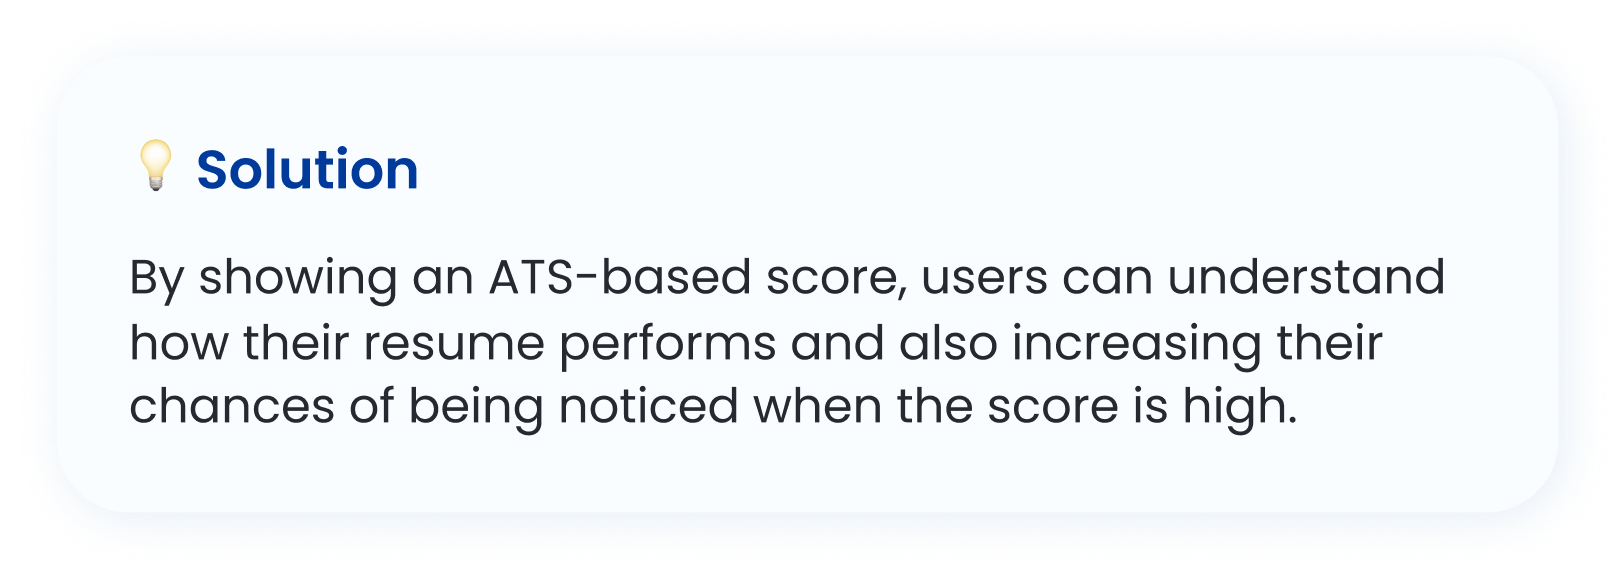 💡 Solution
By showing an ATS-based score, users can understand
how their resume performs and also increasing their
chances of being noticed when the score is high.